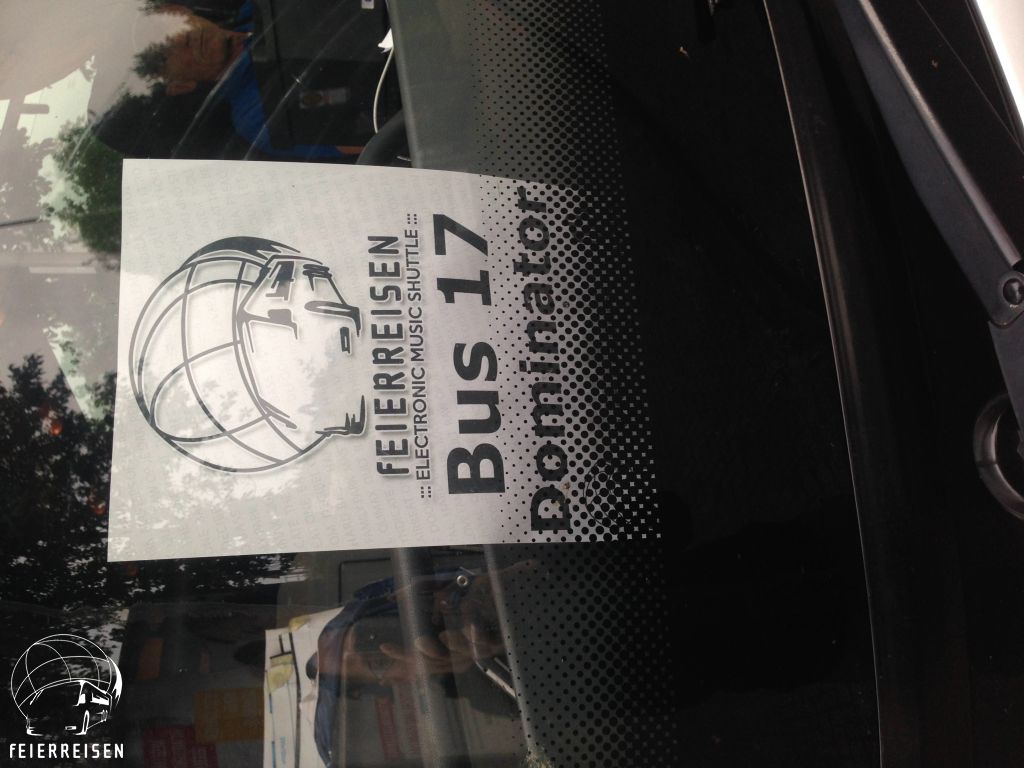 FEIERREISEN
::: ELECTRONIC MUSIC SHUTTLE :::
Bus 17
Dominator
FEIERREISEN